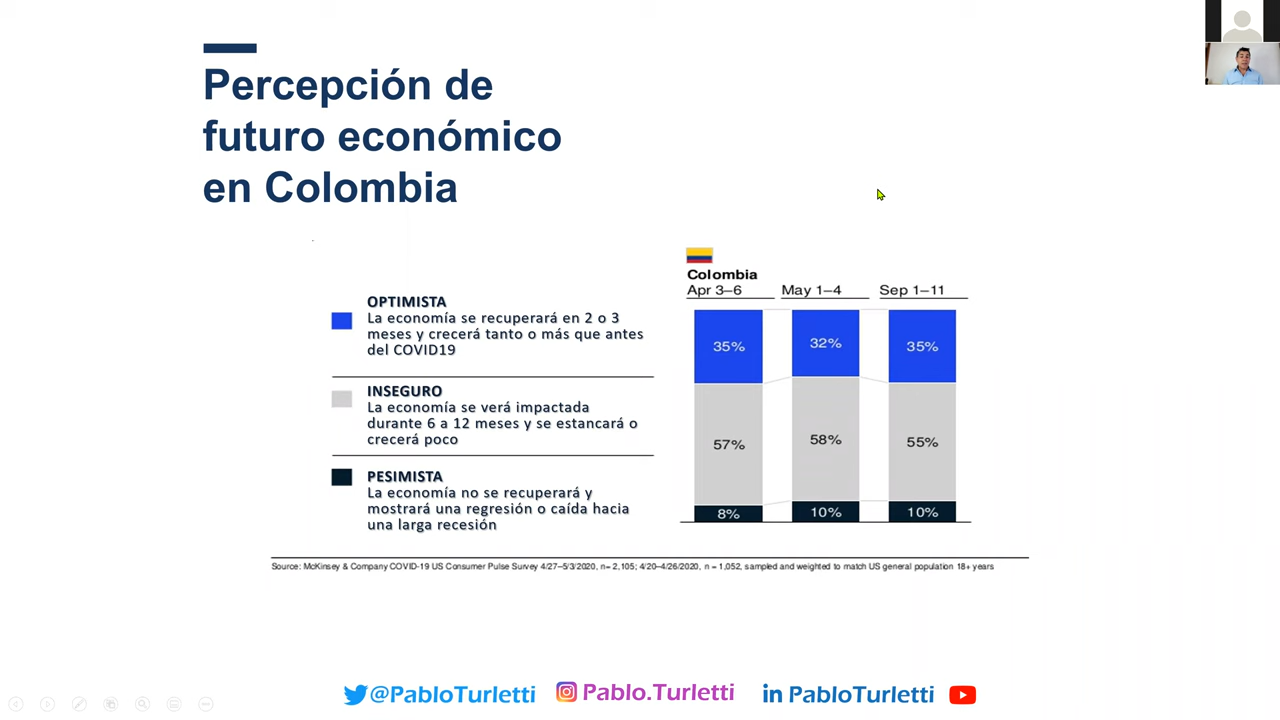 Percepción de
futuro económico
en Colombia
OPTIMISTA
La economía se recuperará en 2 o 3
meses y crecerá tanto o más que antes
del COVID19
INSEGURO
La economía se verá impactada
durante 6 a 12 meses y se estancará o
crecerá poco
PESIMISTA
La economía no se recuperará y
mostrará una regresión o caída hacia
una larga recesión
Colombia
Apr 3–6 May 1–4 Sep 1–11
35% 32% 35%
57% 58% 55%
8% 10% 10%
Source: McKinsey & Company COVID-19 US Consumer Pulse Survey 4/27–5/3/2020, n= 2,105; 4/20–4/26/2020, n = 1,052, sampled and weighted to match US general population 18+ years
@PabloTurletti Pablo.Turletti in PabloTurletti